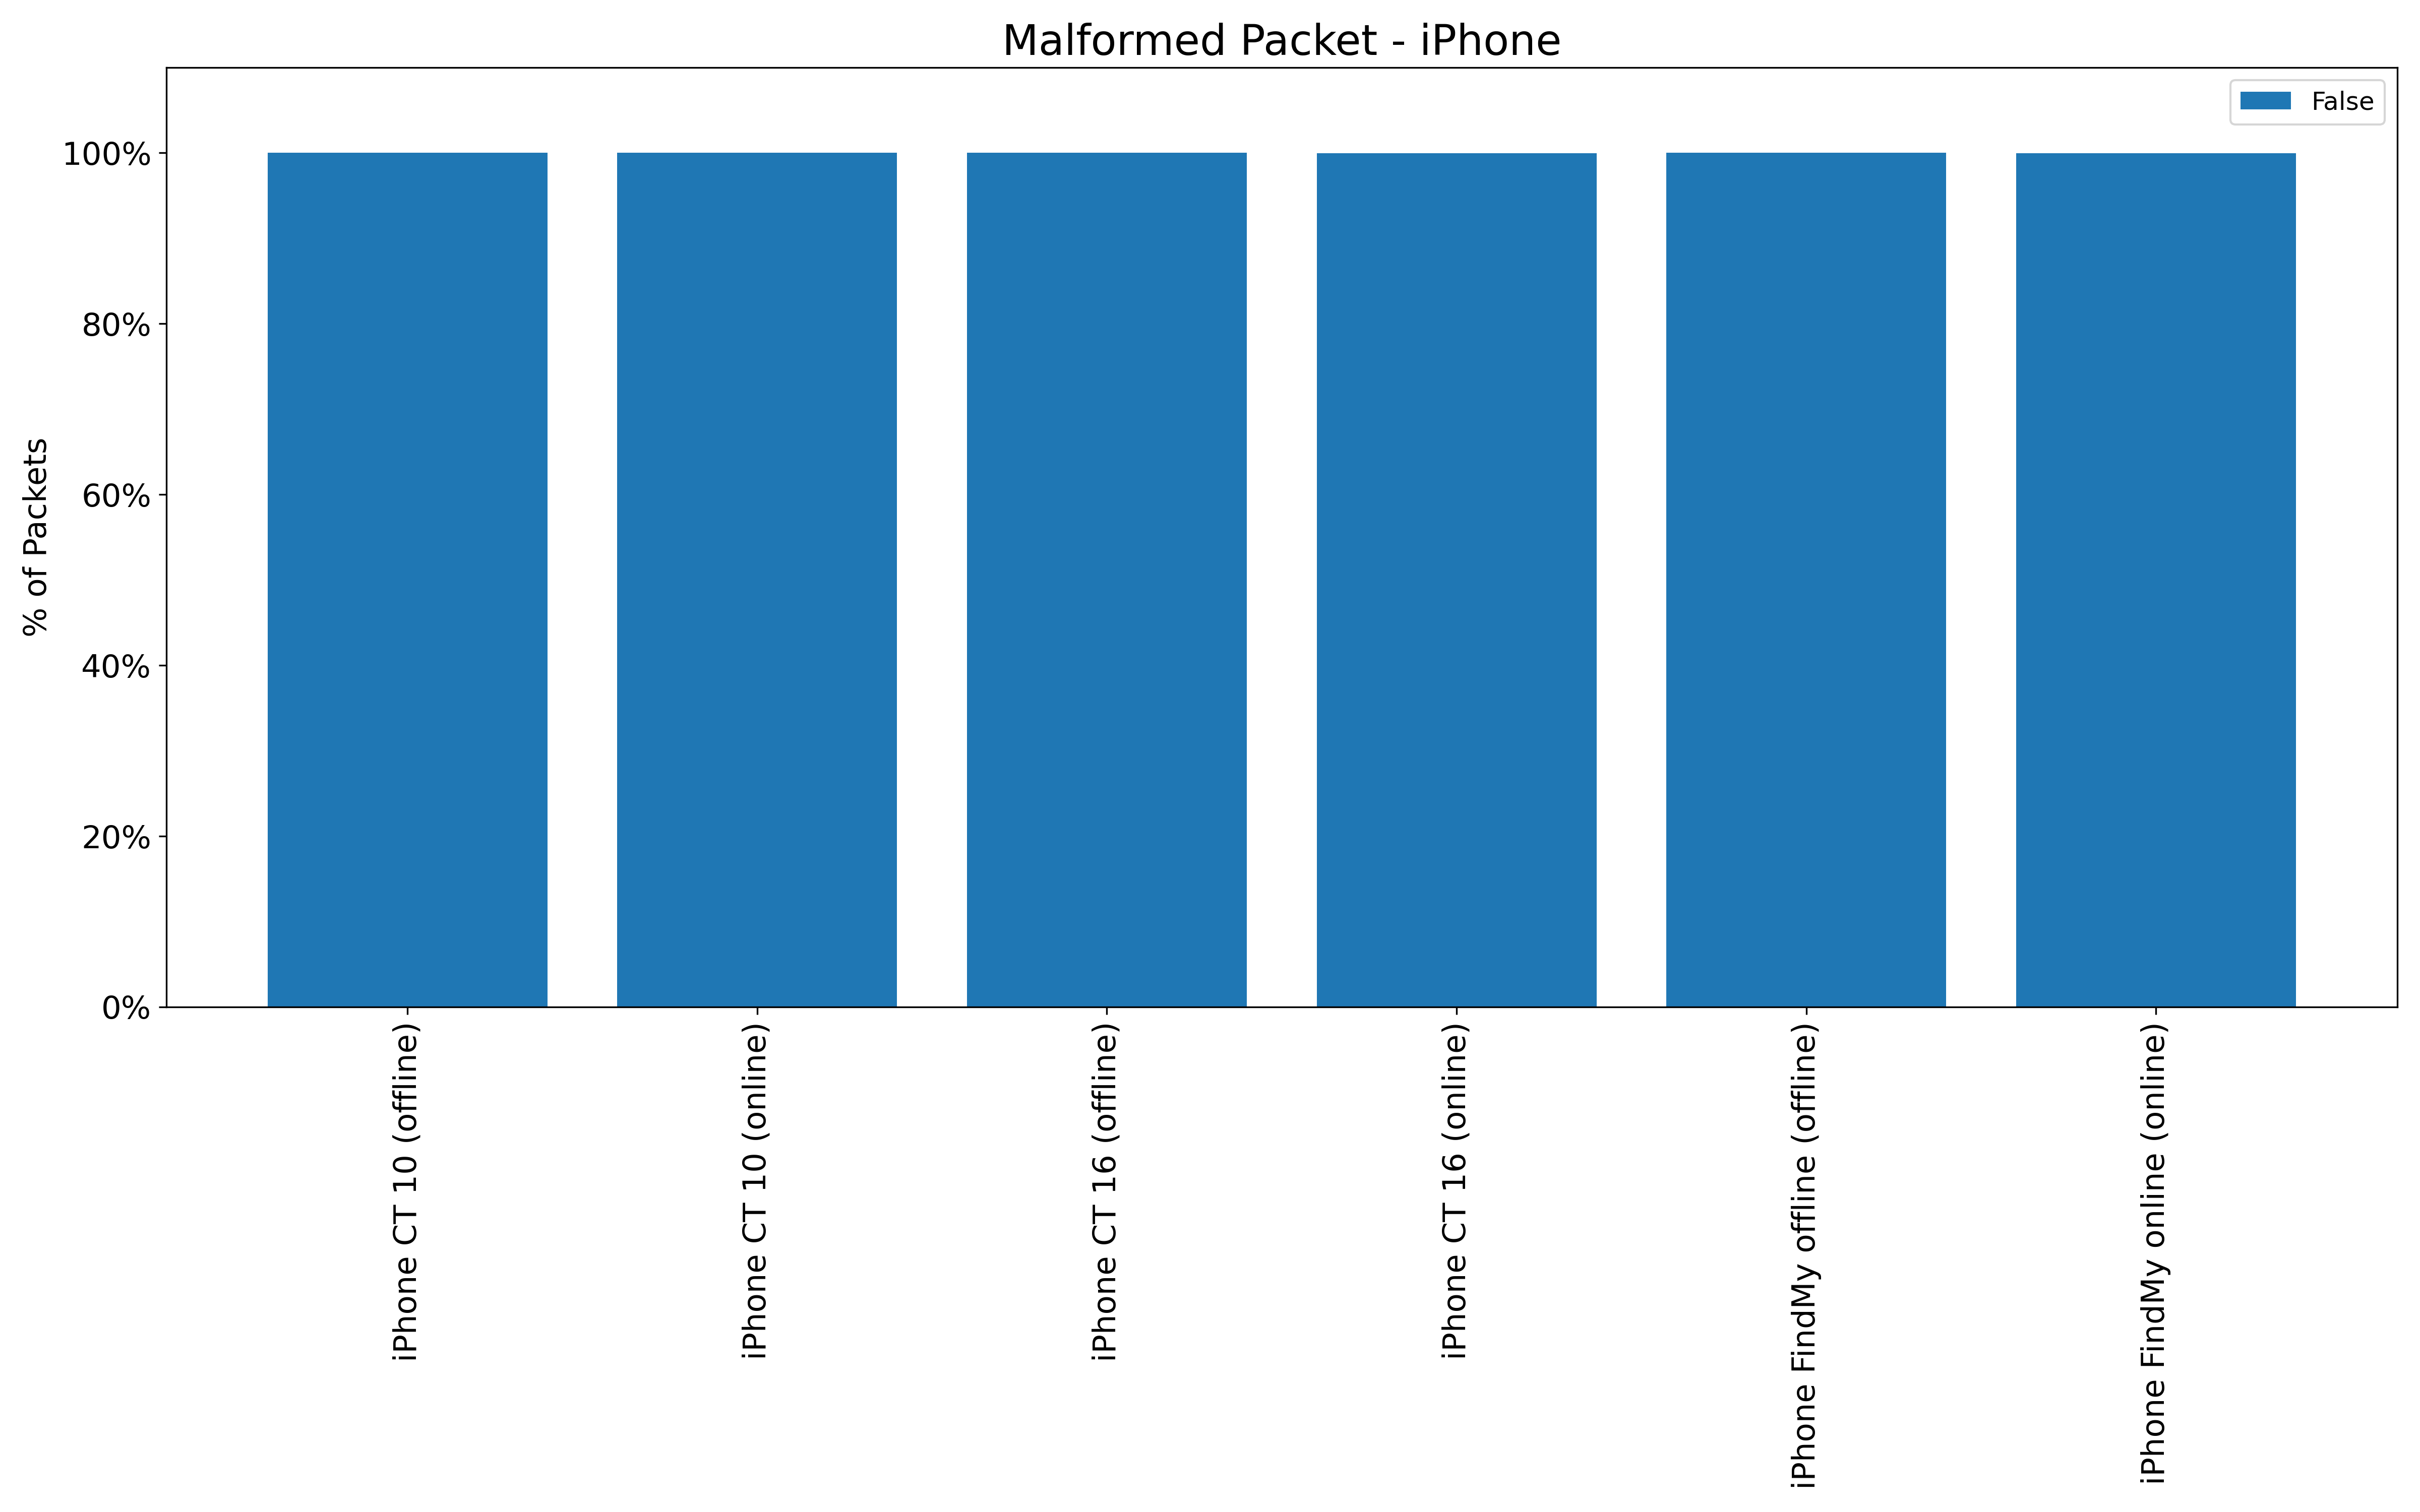 Malformed Packet - iPhone
False
% of Packets
100%
80%
60%
40%
20%
0%
iPhone CT 10 (offline)
iPhone CT 10 (online)
iPhone CT 16 (offline)
iPhone CT 16 (online)
iPhone FindMy offline (offline)
iPhone FindMy online (online)